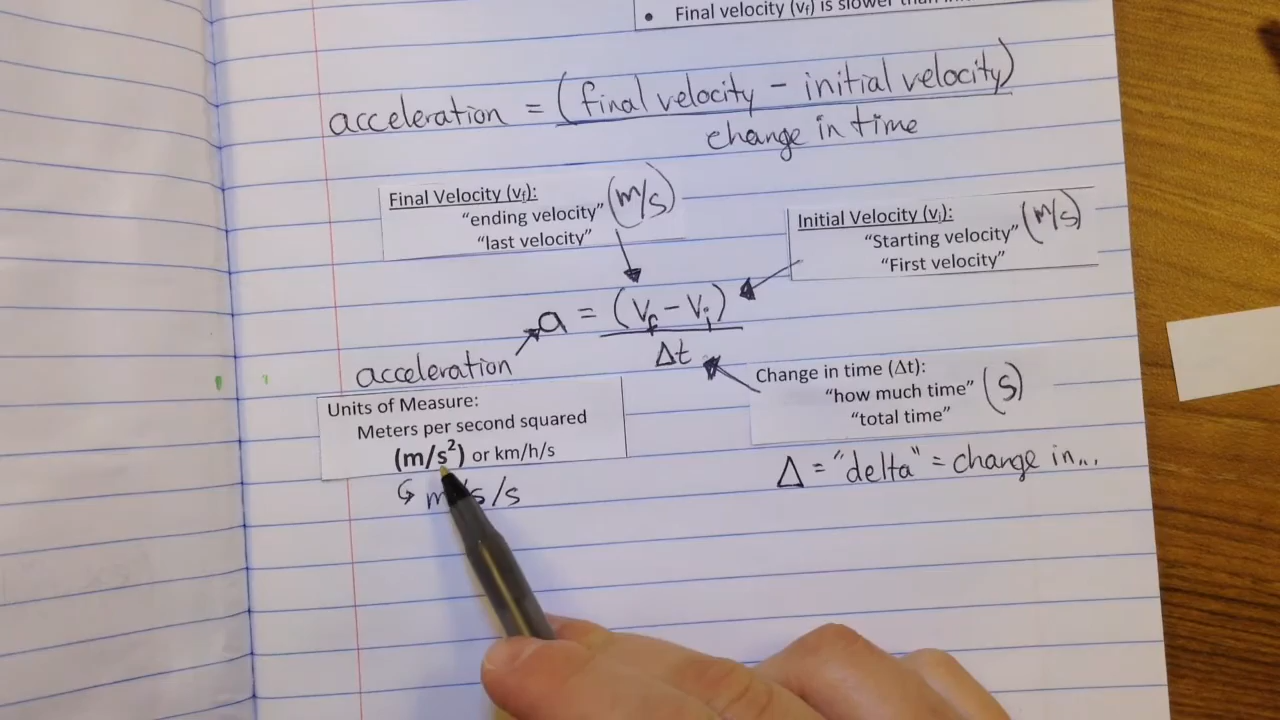 • Final velocity (vf) is slower than
acceleration = (final velocity - initial velocity)
change in time
Final Velocity (vf): (m/s)
"ending velocity"
"last velocity"
Initial Velocity (vi): (m/s)
"Starting velocity"
"First velocity"
a = (vf - vi)
Δt
acceleration
Units of Measure:
Meters per second squared
(m/s²) or km/h/s
↳ m/s/s
Change in time (Δt):
"how much time" (s)
"total time"
Δ = "delta" = change in...